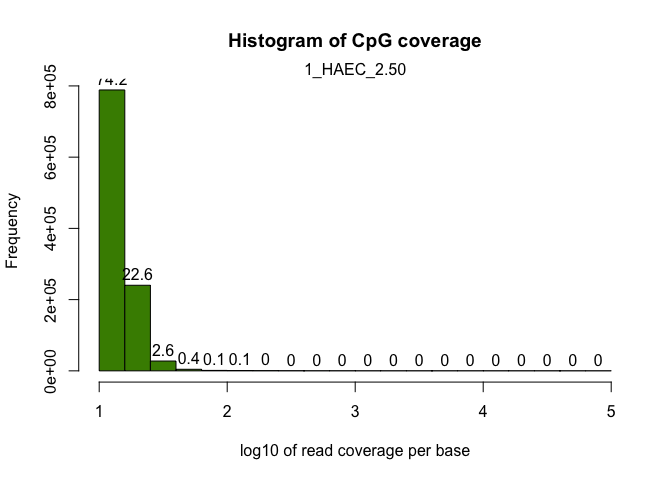 Histogram of CpG coverage
1_HAEC_2.50
74.2
22.6
2.6 0.4 0.1 0.1 0 0 0 0 0 0 0 0 0 0 0 0 0 0
Frequency
8e+05
6e+05
4e+05
2e+05
0e+00
1 2 3 4 5
log10 of read coverage per base